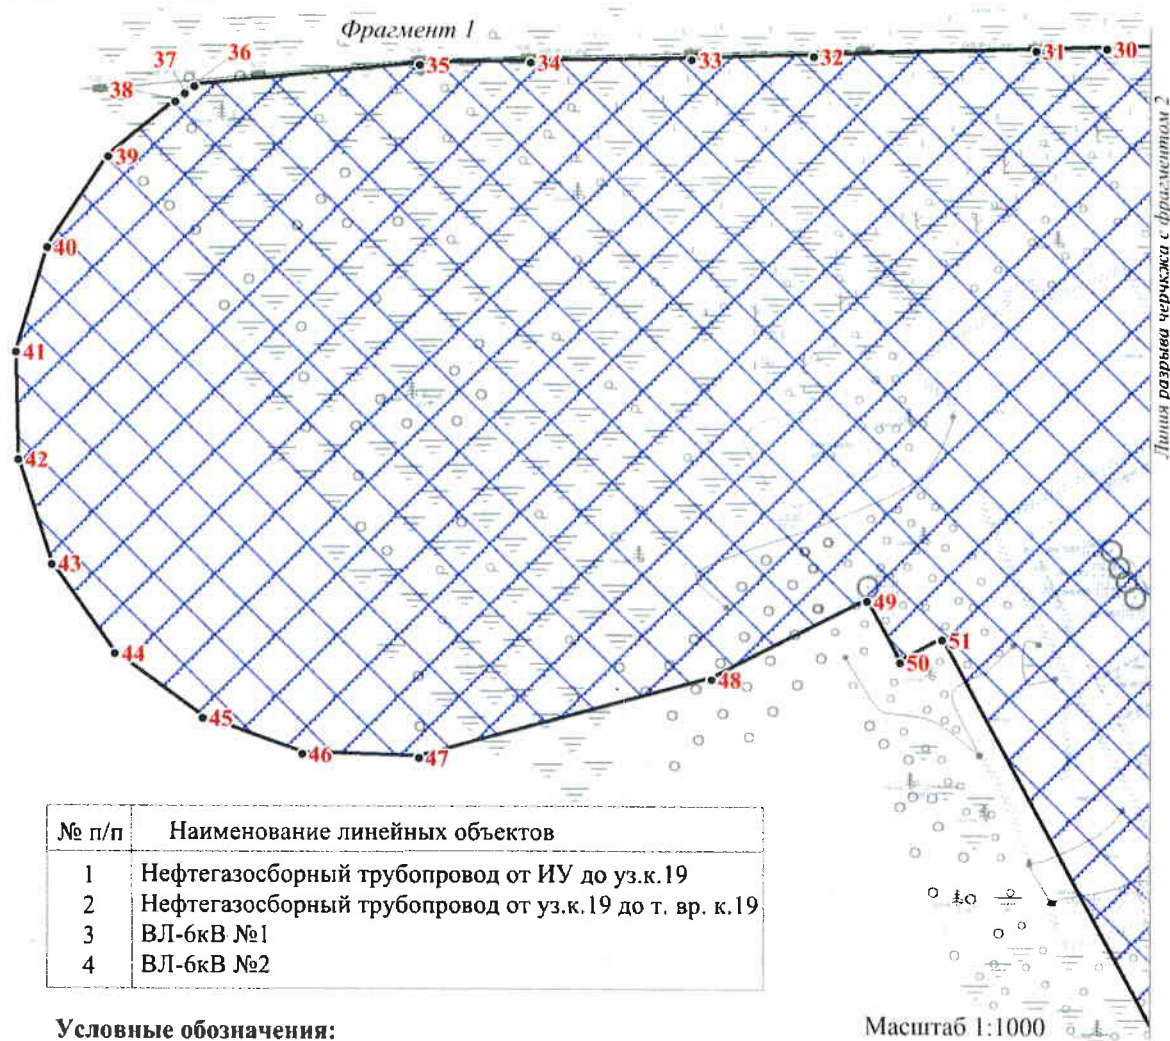 Фрагмент 1
37
36
38
35
34
33
32
31
30
39
40
41
42
43
44
45
46
47
48
49
50
51
Линия разрыва черчкжа с фрагментом 2
№ п/п Наименование линейных объектов
1 Нефтегазосборный трубопровод от ИУ до уз.к.19
2 Нефтегазосборный трубопровод от уз.к.19 до т. вр. к.19
3 ВЛ-6кВ №1
4 ВЛ-6кВ №2
Условные обозначения:
Масштаб 1:1000